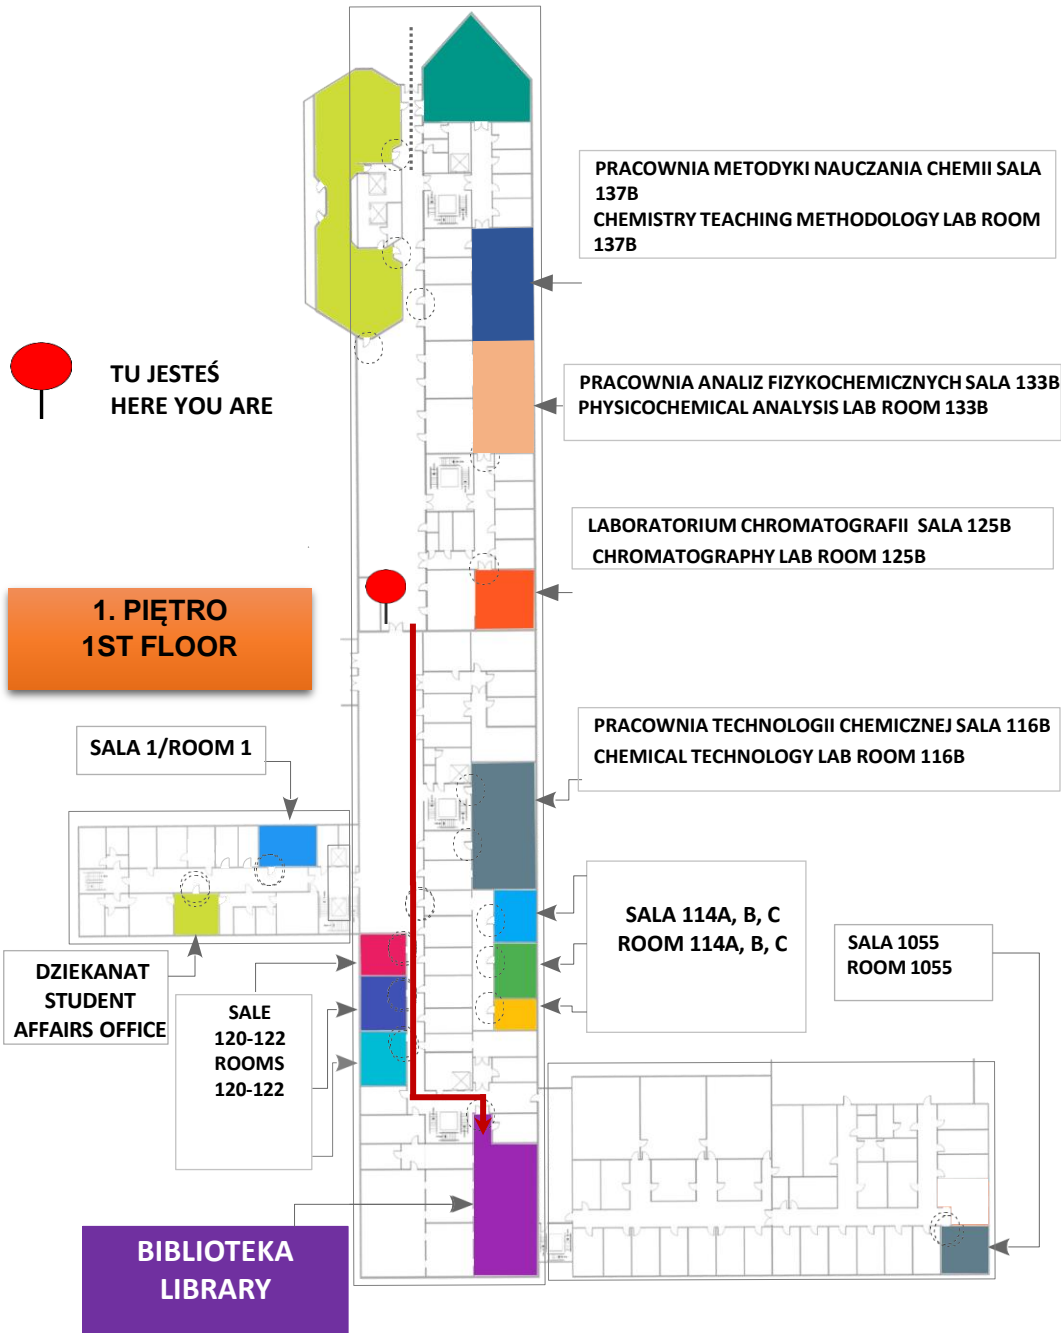 PRACOWNIA METODYKI NAUCZANIA CHEMII SALA
137B
CHEMISTRY TEACHING METHODOLOGY LAB ROOM
137B
TU JESTEŚ
HERE YOU ARE
PRACOWNIA ANALIZ FIZYKOCHEMICZNYCH SALA 133B
PHYSICOCHEMICAL ANALYSIS LAB ROOM 133B
LABORATORIUM CHROMATOGRAFII SALA 125B
CHROMATOGRAPHY LAB ROOM 125B
1. PIĘTRO
1ST FLOOR
PRACOWNIA TECHNOLOGII CHEMICZNEJ SALA 116B
CHEMICAL TECHNOLOGY LAB ROOM 116B
SALA 1/ROOM 1
SALA 114A, B, C
ROOM 114A, B, C
SALA 1055
ROOM 1055
DZIEKANAT
STUDENT
AFFAIRS OFFICE
SALE
120-122
ROOMS
120-122
BIBLIOTEKA
LIBRARY